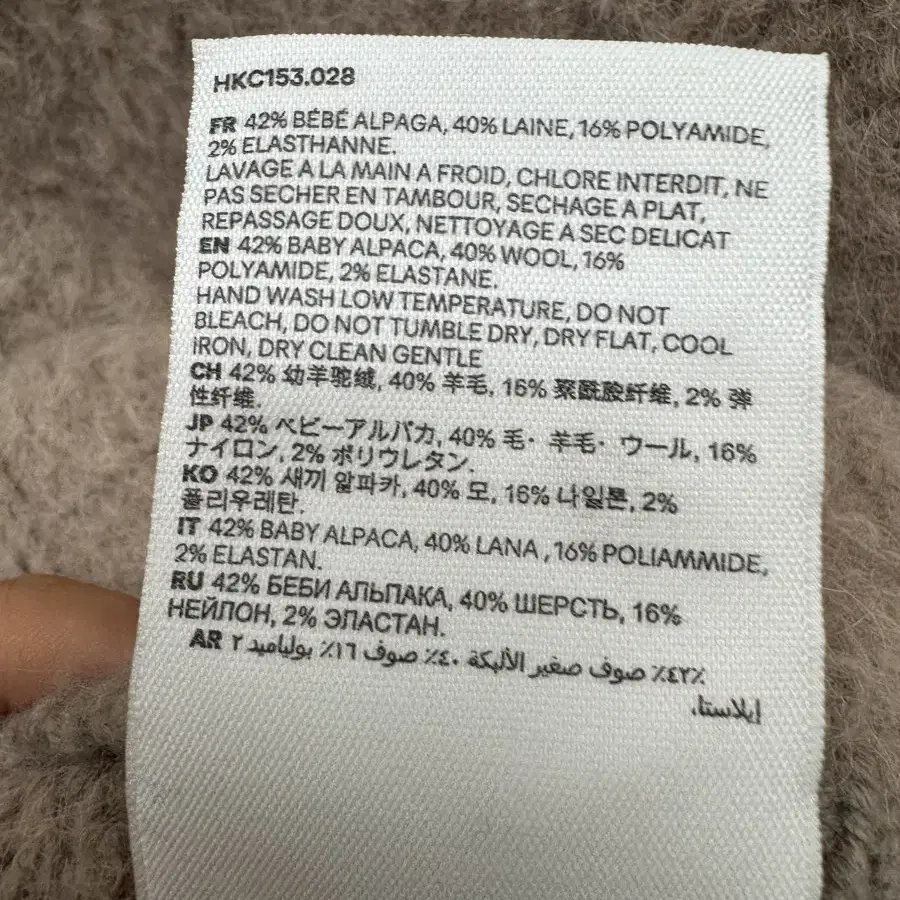 HKC153.028
FR 42% BÉBÉ ALPAGA, 40% LAINE, 16% POLYAMIDE,
2% ELASTHANNE.
LAVAGE A LA MAIN A FROID, CHLORE INTERDIT, NE
PAS SECHER EN TAMBOUR, SECHAGE A PLAT,
REPASSAGE DOUX, NETTOYAGE A SEC DELICAT
EN 42% BABY ALPACA, 40% WOOL, 16%
POLYAMIDE, 2% ELASTANE.
HAND WASH LOW TEMPERATURE, DO NOT
BLEACH, DO NOT TUMBLE DRY, DRY FLAT, COOL
IRON, DRY CLEAN GENTLE
CH 42% 幼羊驼绒, 40% 羊毛, 16% 聚酰胺纤维, 2% 弹
性纤维.
JP 42% ベビーアルパカ, 40% 毛・羊毛・ウール, 16%
ナイロン, 2% ポリウレタン.
KO 42% 새끼 알파카, 40% 모, 16% 나일론, 2%
폴리우레탄.
IT 42% BABY ALPACA, 40% LANA , 16% POLIAMMIDE,
2% ELASTAN.
RU 42% БЕБИ АЛЬПАКА, 40% ШЕРСТЬ, 16%
НЕЙЛОН, 2% ЭЛАСТАН.
AR ٪٤٢٪ صوف صغير الألبكة ٤٠٪ صوف ١٦٪ بولياميد ٢
إيلاستا.